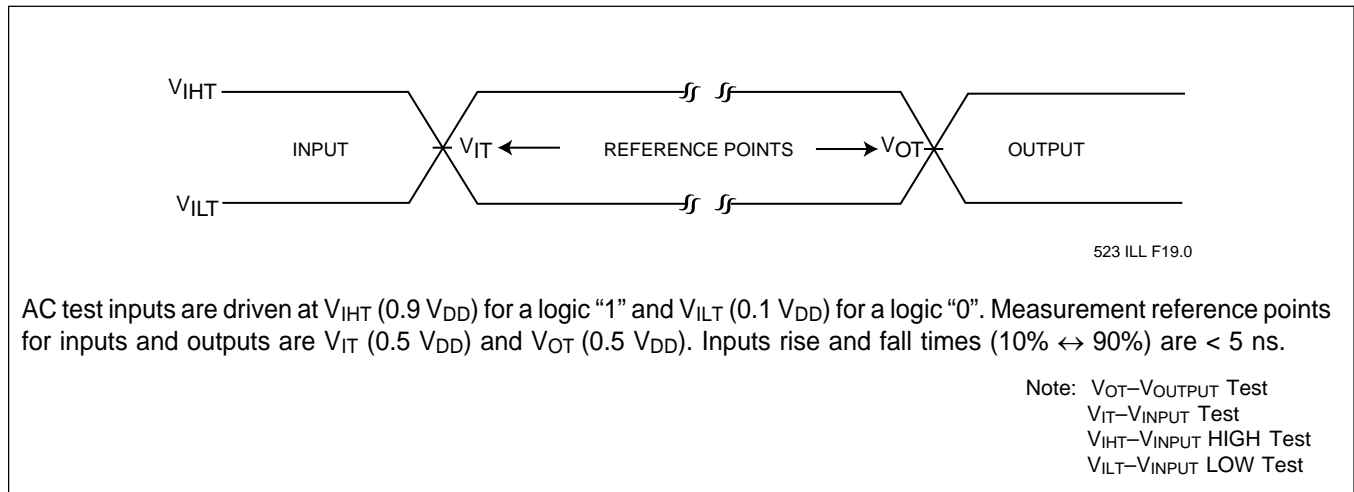 VIHT
INPUT VIT REFERENCE POINTS VOT OUTPUT
VILT
523 ILL F19.0
AC test inputs are driven at VIHT (0.9 VDD) for a logic “1” and VILT (0.1 VDD) for a logic “0”. Measurement reference points
for inputs and outputs are VIT (0.5 VDD) and VOT (0.5 VDD). Inputs rise and fall times (10% ↔ 90%) are < 5 ns.
Note: VOT–VOUTPUT Test
VIT–VINPUT Test
VIHT–VINPUT HIGH Test
VILT–VINPUT LOW Test